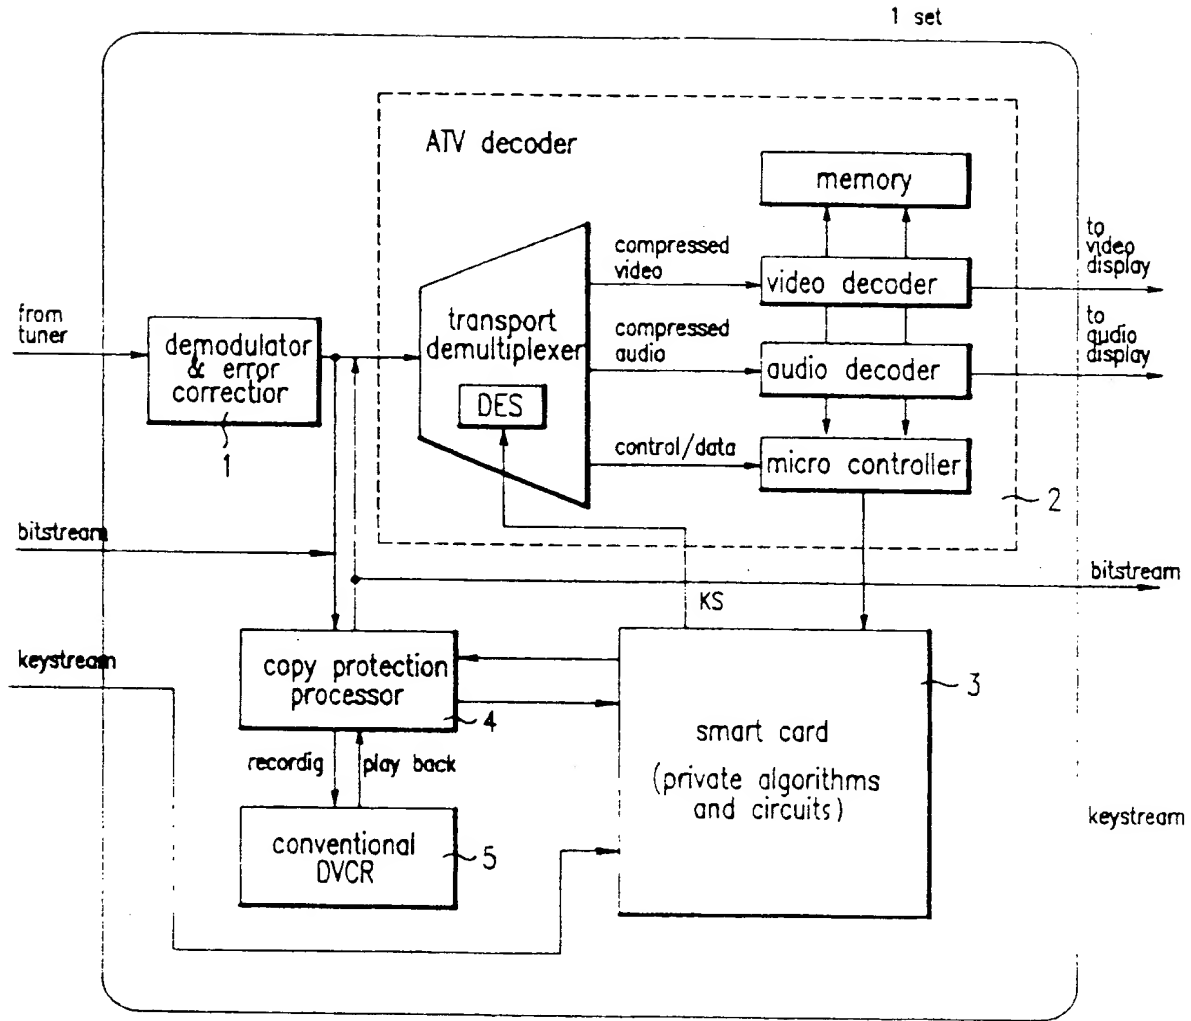 1 set
ATV decoder
memory
compressed
video
video decoder
to
video
display
from
tuner
demodulator
& error
correctior
1
transport
demultiplexer
DES
compressed
audio
audio decoder
to
audio
display
control/data
micro controller
2
bitstream
bitstream
KS
keystream
copy protection
processor
4
3
smart card
(private algorithms
and circuits)
recordig
play back
conventional
DVCR
5
keystream